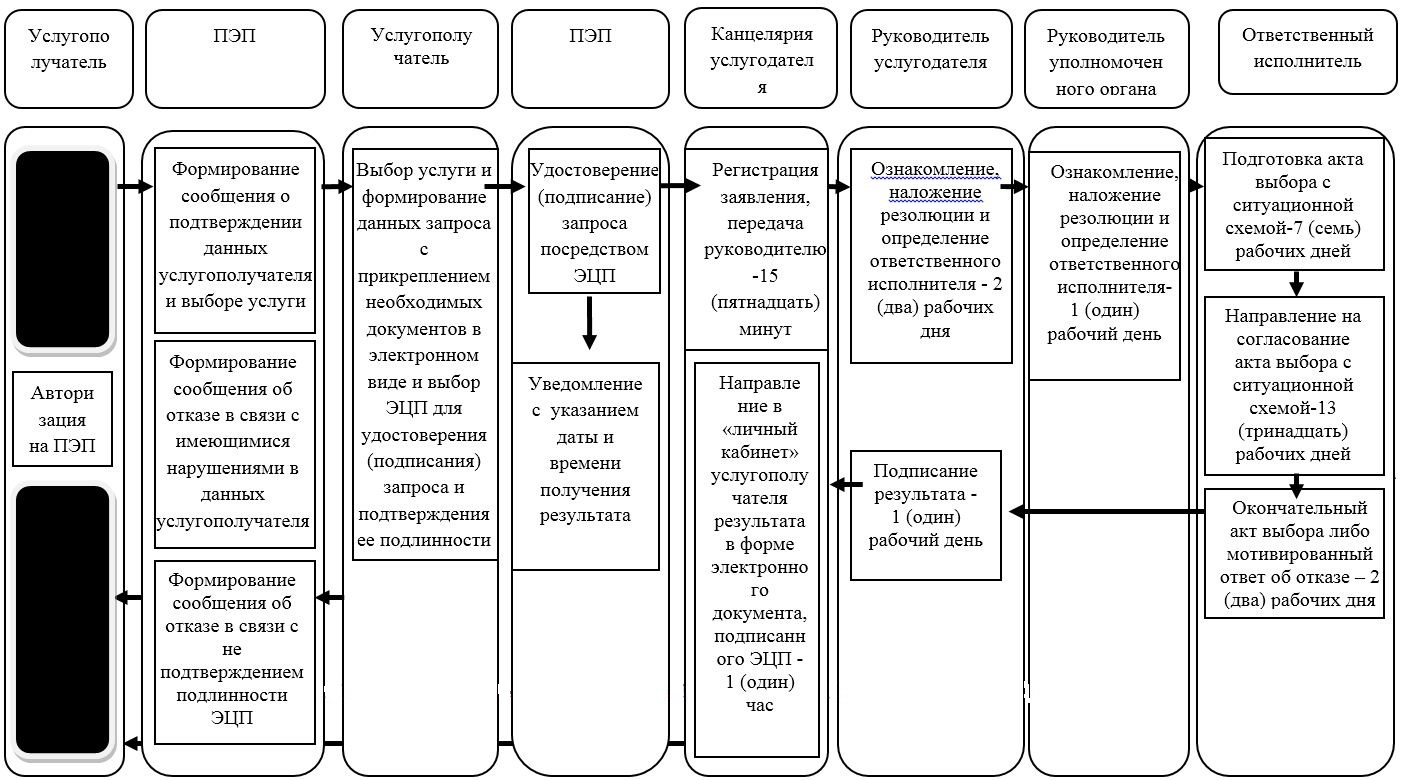 Услугопо
лучатель
ПЭП
Услугополу
чатель
ПЭП
Канцелярия
услугодател
я
Руководитель
услугодателя
Руководитель
уполномочен
ного органа
Ответственный
исполнитель
Автори
зация
на ПЭП
Формирование
сообщения о
подтверждении
данных
услугополучателя
и выборе услуги
Формирование
сообщения об
отказе в связи с
имеющимися
нарушениями в
данных
услугополучателя
Формирование
сообщения об
отказе в связи с
не
подтверждением
подлинности
ЭЦП
Выбор услуги и
формирование
данных запроса
с
прикреплением
необходимых
документов в
электронном
виде и выбор
ЭЦП для
удостоверения
(подписания)
запроса и
подтверждения
ее подлинности
Удостоверение
(подписание)
запроса
посредством
ЭЦП
Уведомление
с указанием
даты и
времени
получения
результата
Регистрация
заявления,
передача
руководителю
-15
(пятнадцать)
минут
Направле
ние в
«личный
кабинет»
услугополу
чателя
результата
в форме
электронно
го
документа,
подписанн
ого ЭЦП -
1 (один)
час
Ознакомление,
наложение
резолюции и
определение
ответственного
исполнителя - 2
(два) рабочих
дня
Подписание
результата -
1 (один)
рабочий день
Ознакомление,
наложение
резолюции и
определение
ответственного
исполнителя-
1 (один)
рабочий день
Подготовка акта
выбора с
ситуационной
схемой-7 (семь)
рабочих дней
Направление на
согласование
акта выбора с
ситуационной
схемой-13
(тринадцать)
рабочих дней
Окончательный
акт выбора либо
мотивированный
ответ об отказе – 2
(два) рабочих дня